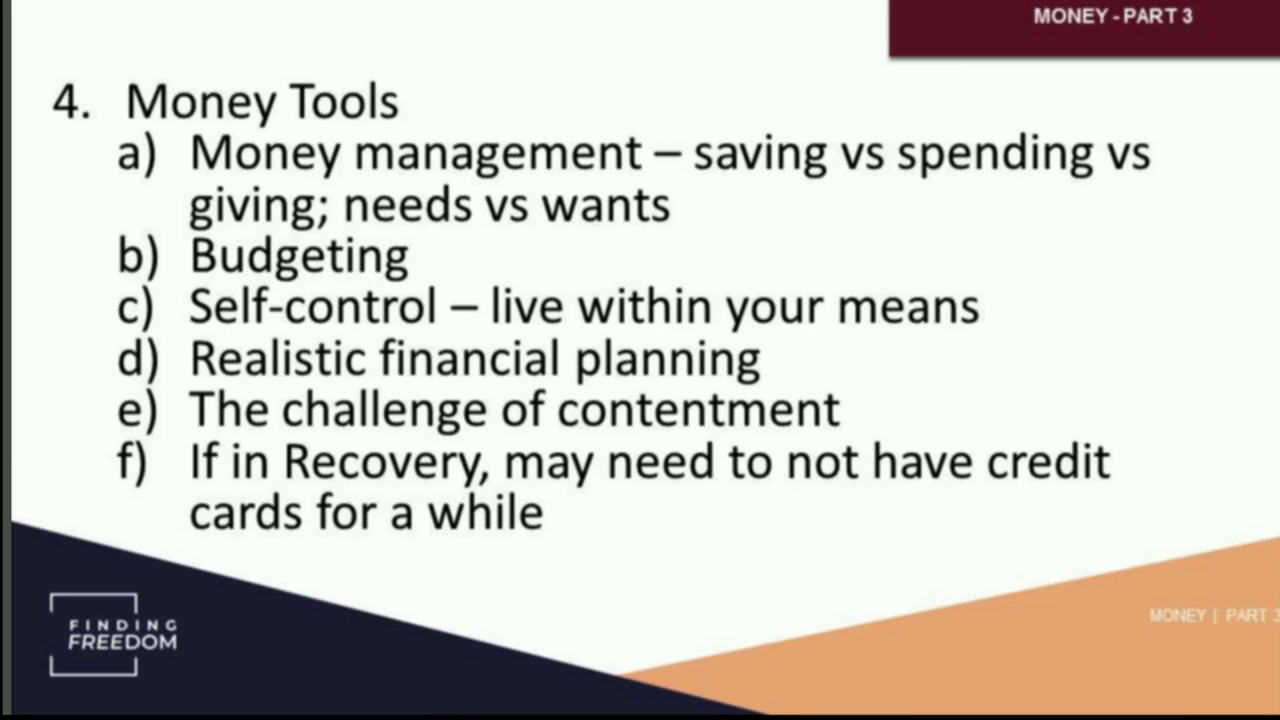 MONEY - PART 3
4. Money Tools
a) Money management – saving vs spending vs
giving; needs vs wants
b) Budgeting
c) Self-control – live within your means
d) Realistic financial planning
e) The challenge of contentment
f) If in Recovery, may need to not have credit
cards for a while
FINDING
FREEDOM
MONEY | PART 3